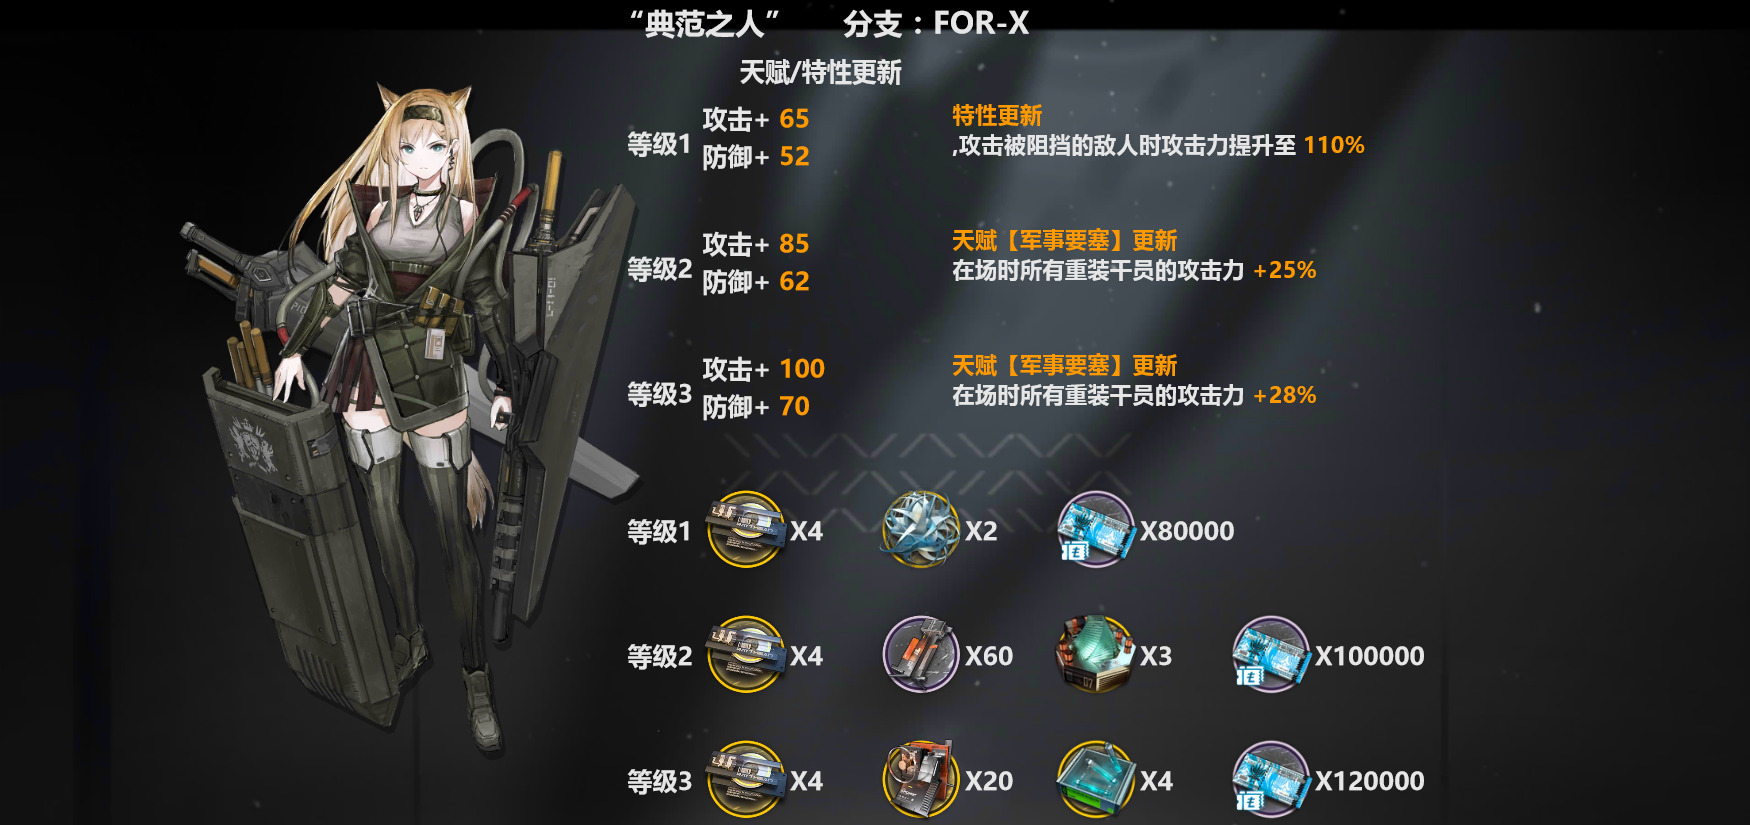 “典范之人” 分支：FOR-X
天赋/特性更新
等级1
攻击+ 65
防御+ 52
特性更新
,攻击被阻挡的敌人时攻击力提升至 110%
等级2
攻击+ 85
防御+ 62
天赋【军事要塞】更新
在场时所有重装干员的攻击力 +25%
等级3
攻击+ 100
防御+ 70
天赋【军事要塞】更新
在场时所有重装干员的攻击力 +28%
等级1 X4 X2 X80000
等级2 X4 X60 X3 X100000
等级3 X4 X20 X4 X120000